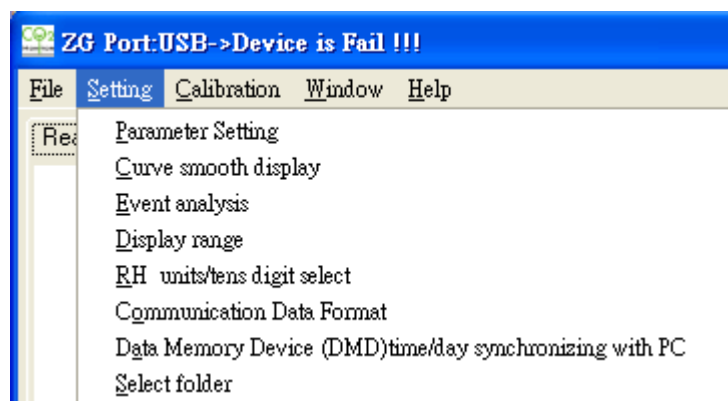 CO2 ZG Port:USB->Device is Fail !!!
File Setting Calibration Window Help
Rea
Parameter Setting
Curve smooth display
Event analysis
Display range
RH units/tens digit select
Communication Data Format
Data Memory Device (DMD)time/day synchronizing with PC
Select folder